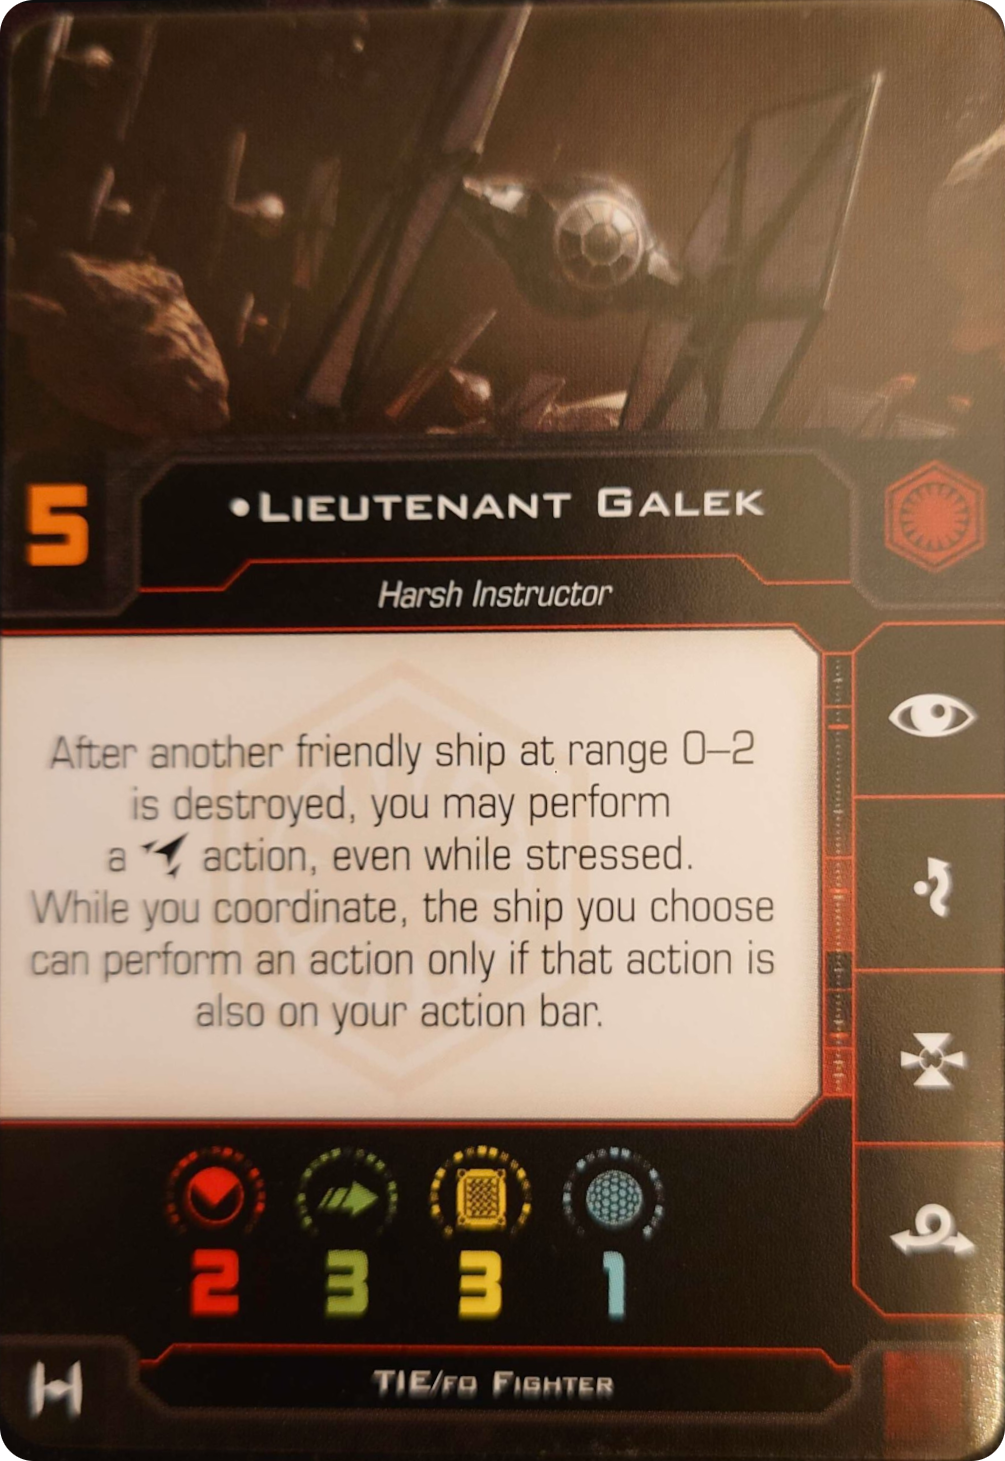 5
•Lieutenant Galek
Harsh Instructor
After another friendly ship at range 0–2
is destroyed, you may perform
a action, even while stressed.
While you coordinate, the ship you choose
can perform an action only if that action is
also on your action bar.
2 3 3 1
TIE/fo Fighter